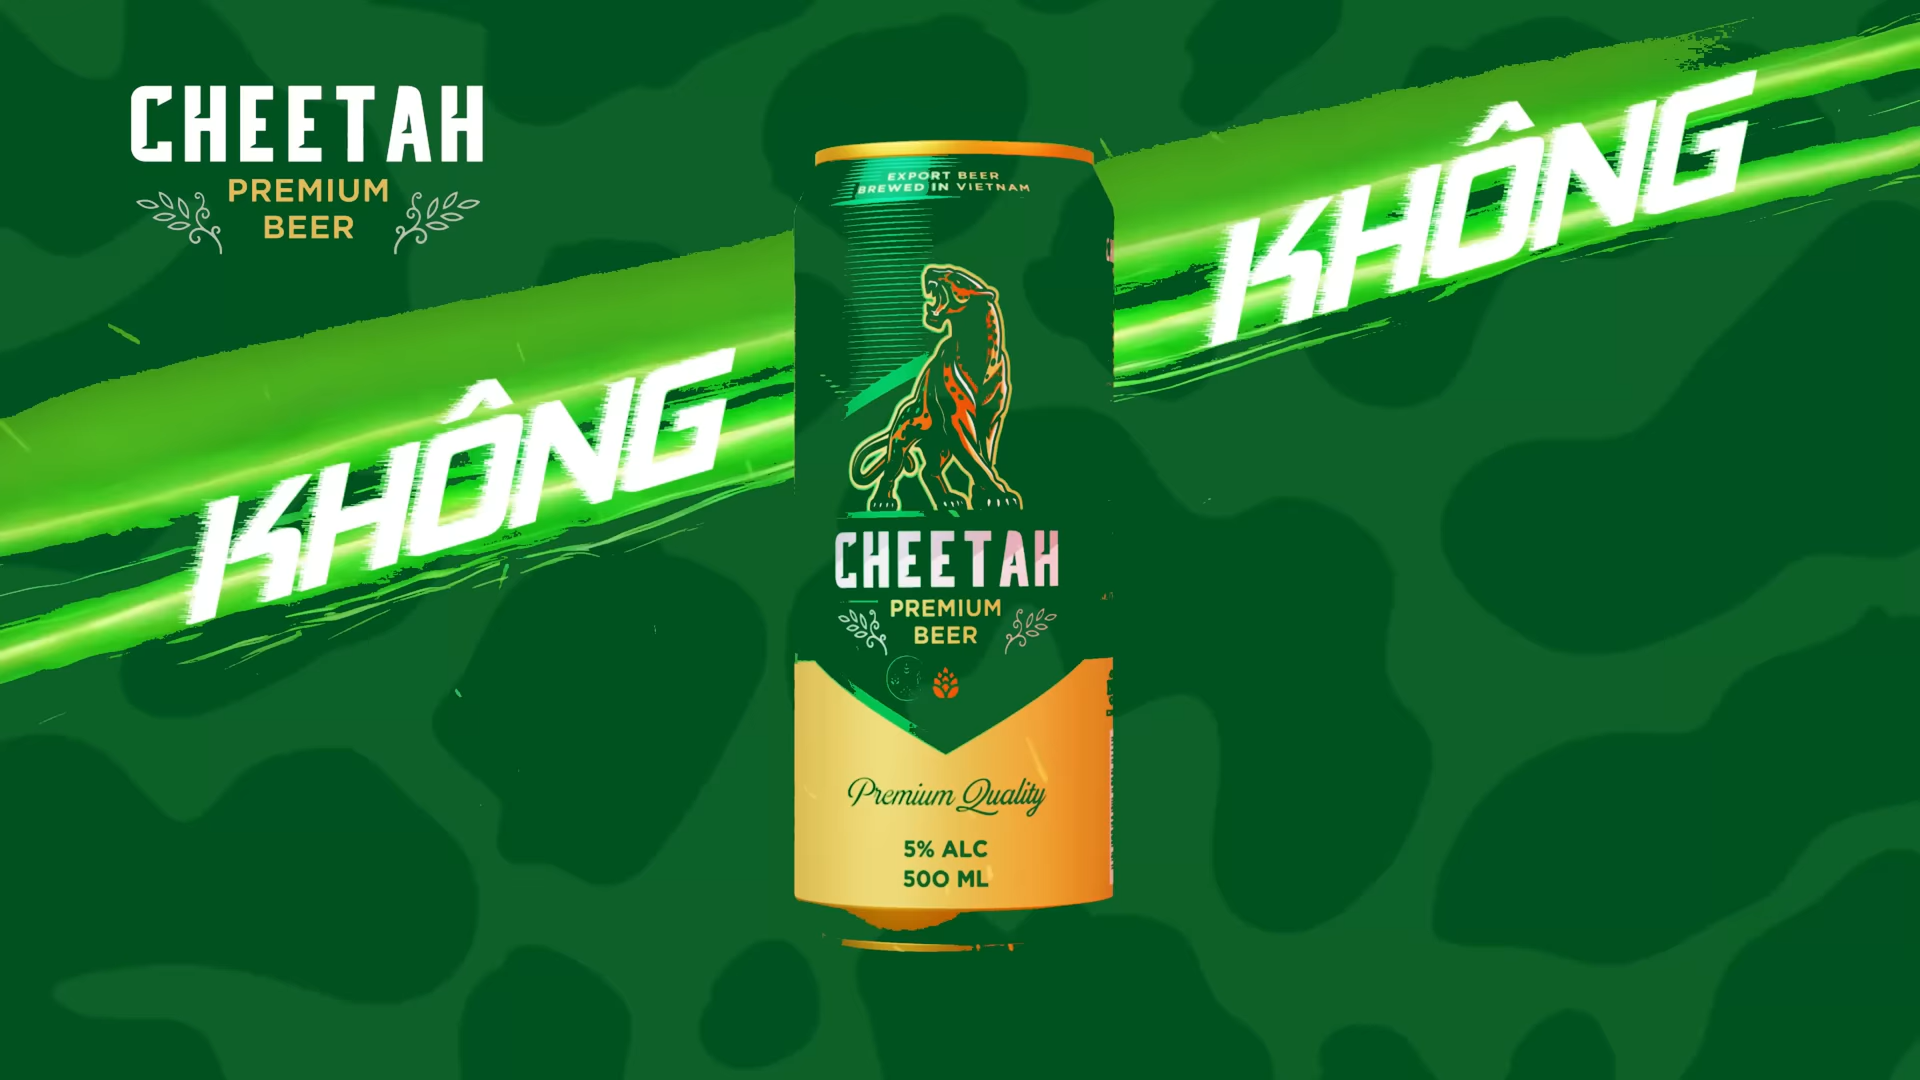 CHEETAH
PREMIUM
BEER
KHÔNG
KHÔNG
EXPORT BEER
BREWED IN VIETNAM
CHEETAH
PREMIUM
BEER
Premium Quality
5% ALC
500 ML